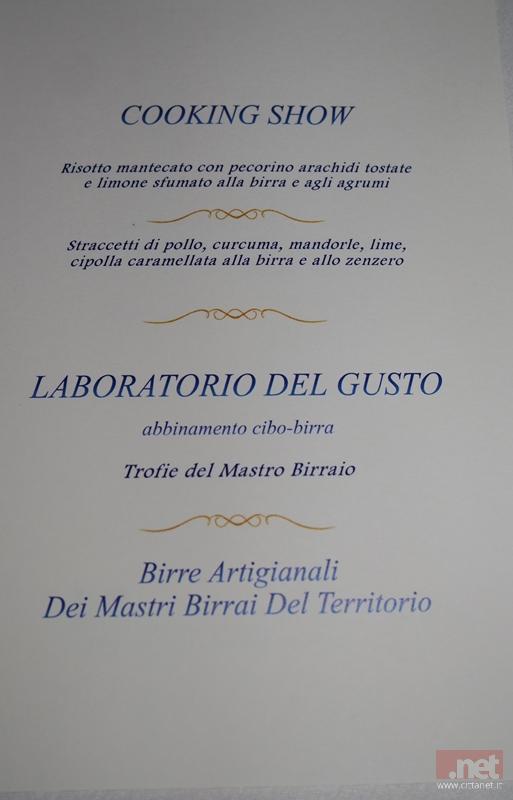 COOKING SHOW
Risotto mantecato con pecorino arachidi tostate
e limone sfumato alla birra e agli agrumi
Straccetti di pollo, curcuma, mandorle, lime,
cipolla caramellata alla birra e allo zenzero
LABORATORIO DEL GUSTO
abbinamento cibo-birra
Trofie del Mastro Birraio
Birre Artigianali
Dei Mastri Birrai Del Territorio
.net
www.cittanet.it